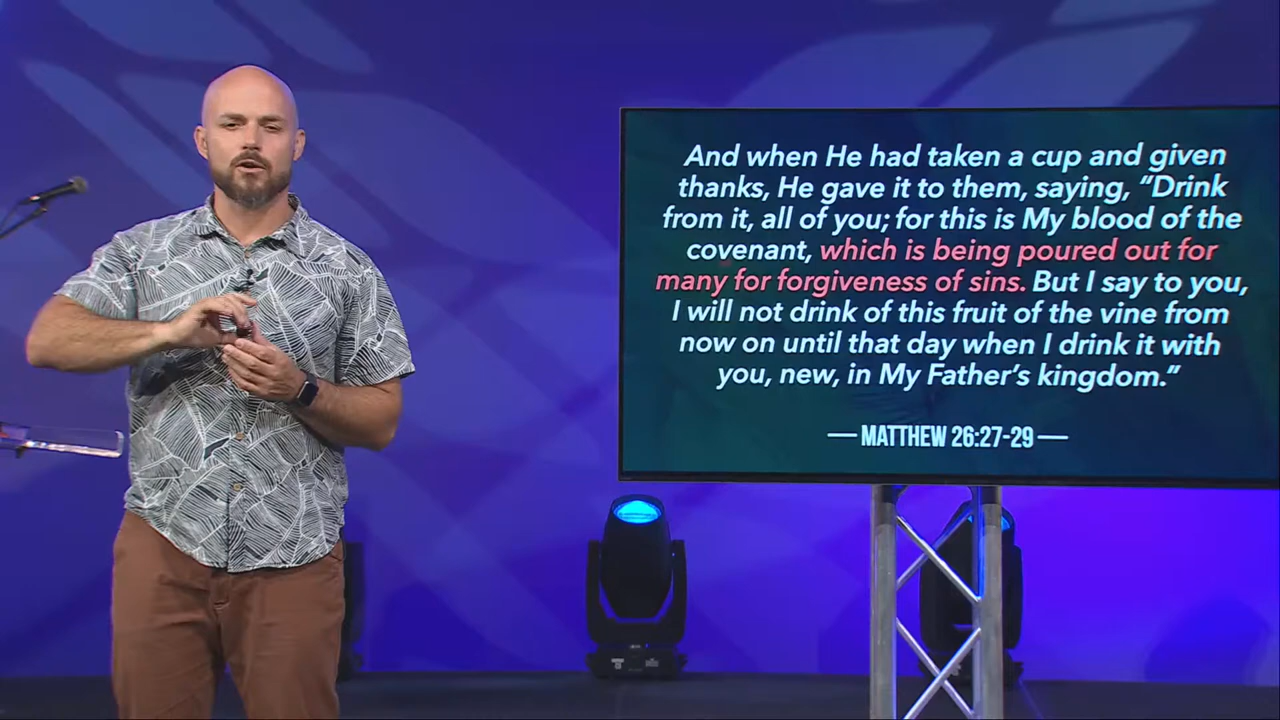 And when He had taken a cup and given
thanks, He gave it to them, saying, “Drink
from it, all of you; for this is My blood of the
covenant, which is being poured out for
many for forgiveness of sins. But I say to you,
I will not drink of this fruit of the vine from
now on until that day when I drink it with
you, new, in My Father’s kingdom.”
— MATTHEW 26:27-29 —